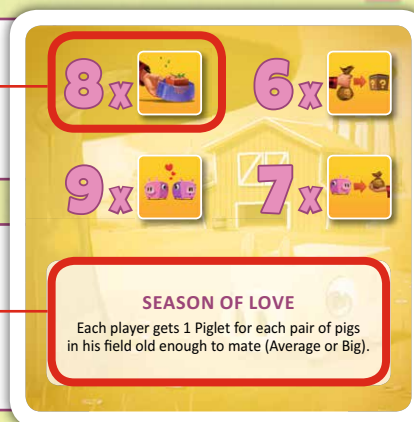 8x 6x
9x 7x
SEASON OF LOVE
Each player gets 1 Piglet for each pair of pigs
in his field old enough to mate (Average or Big).